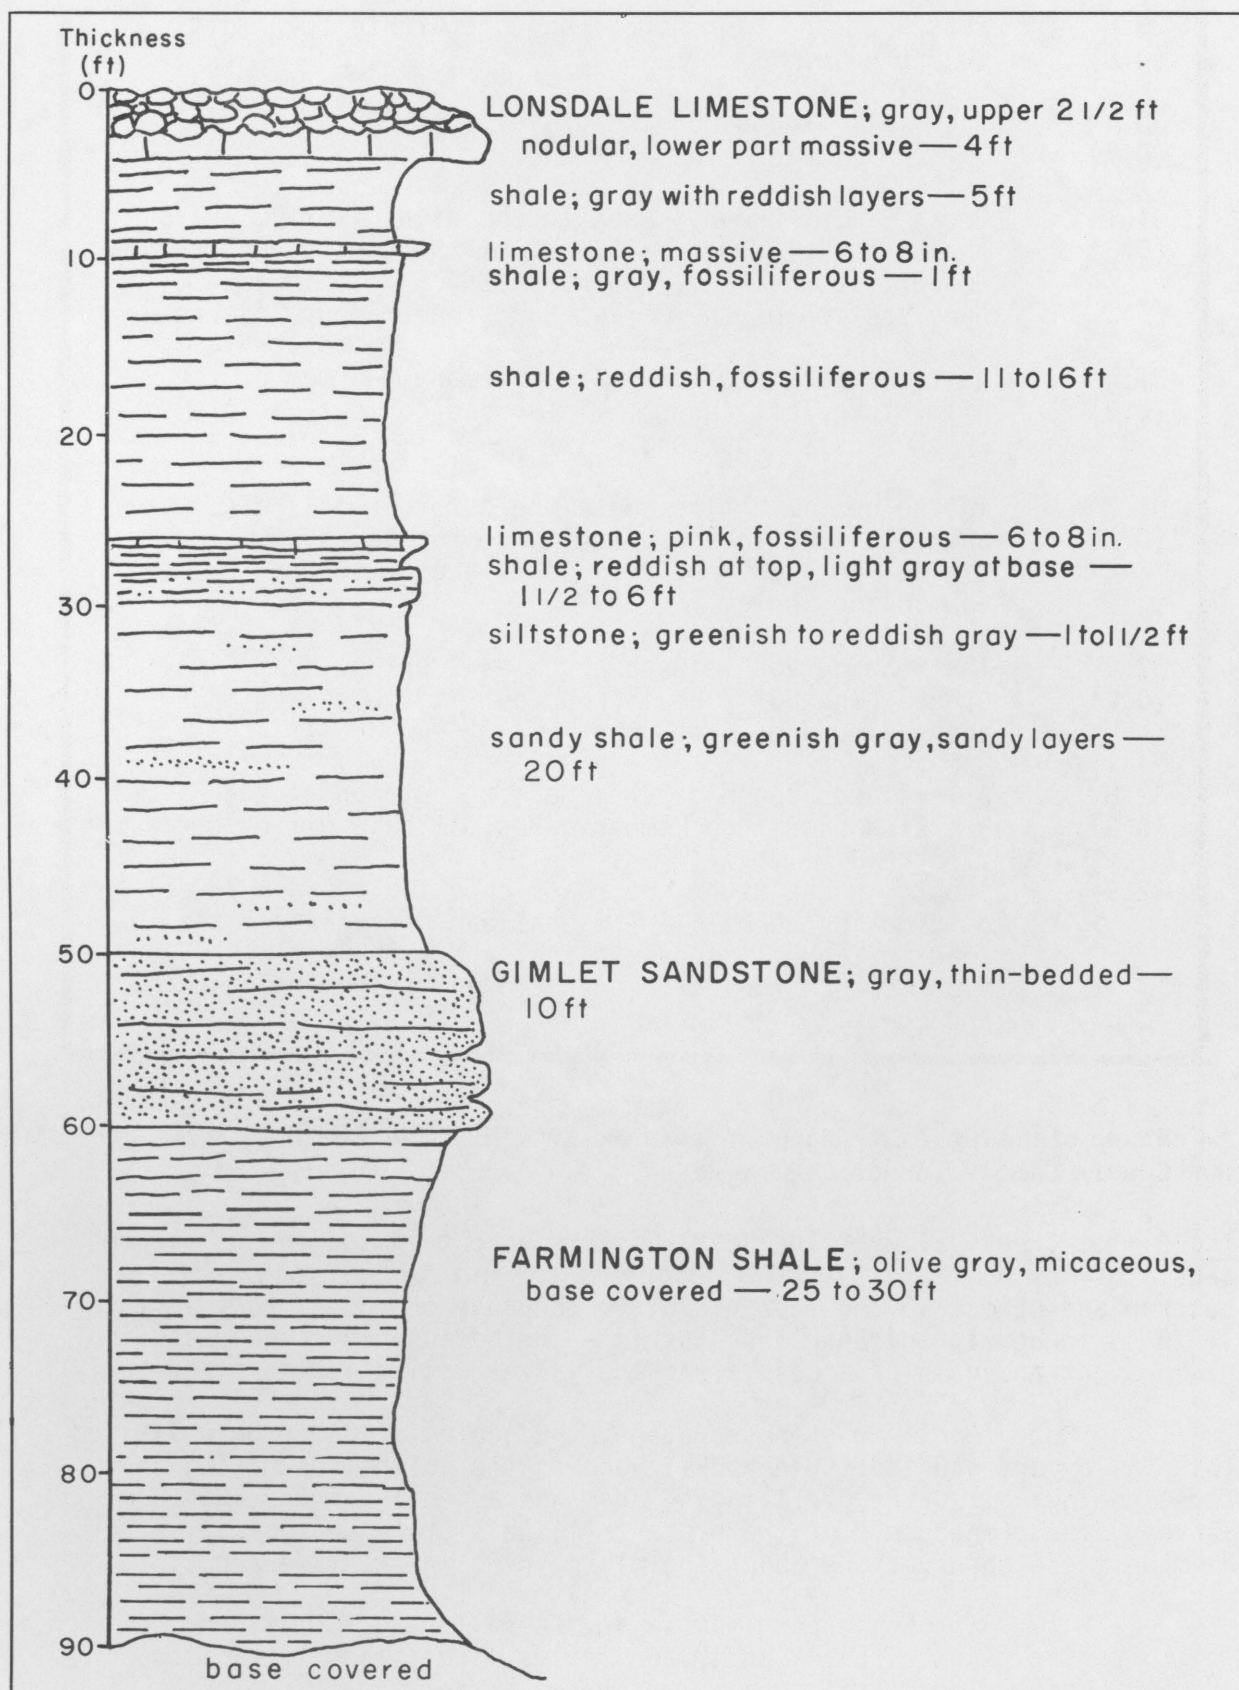 Thickness
(ft)
0
LONSDALE LIMESTONE; gray, upper 2 1/2 ft
nodular, lower part massive — 4 ft
shale; gray with reddish layers — 5 ft
limestone; massive — 6 to 8 in.
10
shale; gray, fossiliferous — 1 ft
shale; reddish, fossiliferous — 11 to 16 ft
20
limestone; pink, fossiliferous — 6 to 8 in.
shale; reddish at top, light gray at base —
1 1/2 to 6 ft
30
siltstone; greenish to reddish gray — 1 to 1 1/2 ft
sandy shale; greenish gray, sandy layers —
20 ft
40
50
GIMLET SANDSTONE; gray, thin-bedded —
10 ft
60
FARMINGTON SHALE; olive gray, micaceous,
base covered — 25 to 30 ft
70
80
90
base covered